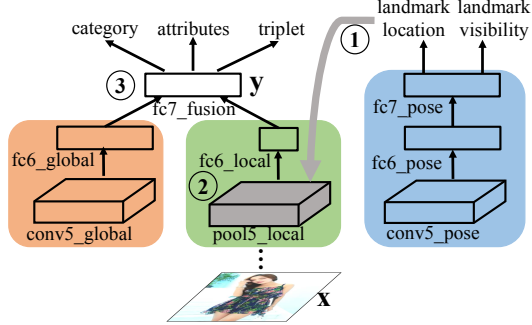 category attributes triplet
landmark location
landmark visibility
1
3
y
fc7_fusion
fc7_pose
fc6_global
fc6_local
fc6_pose
2
conv5_global
pool5_local
conv5_pose
x